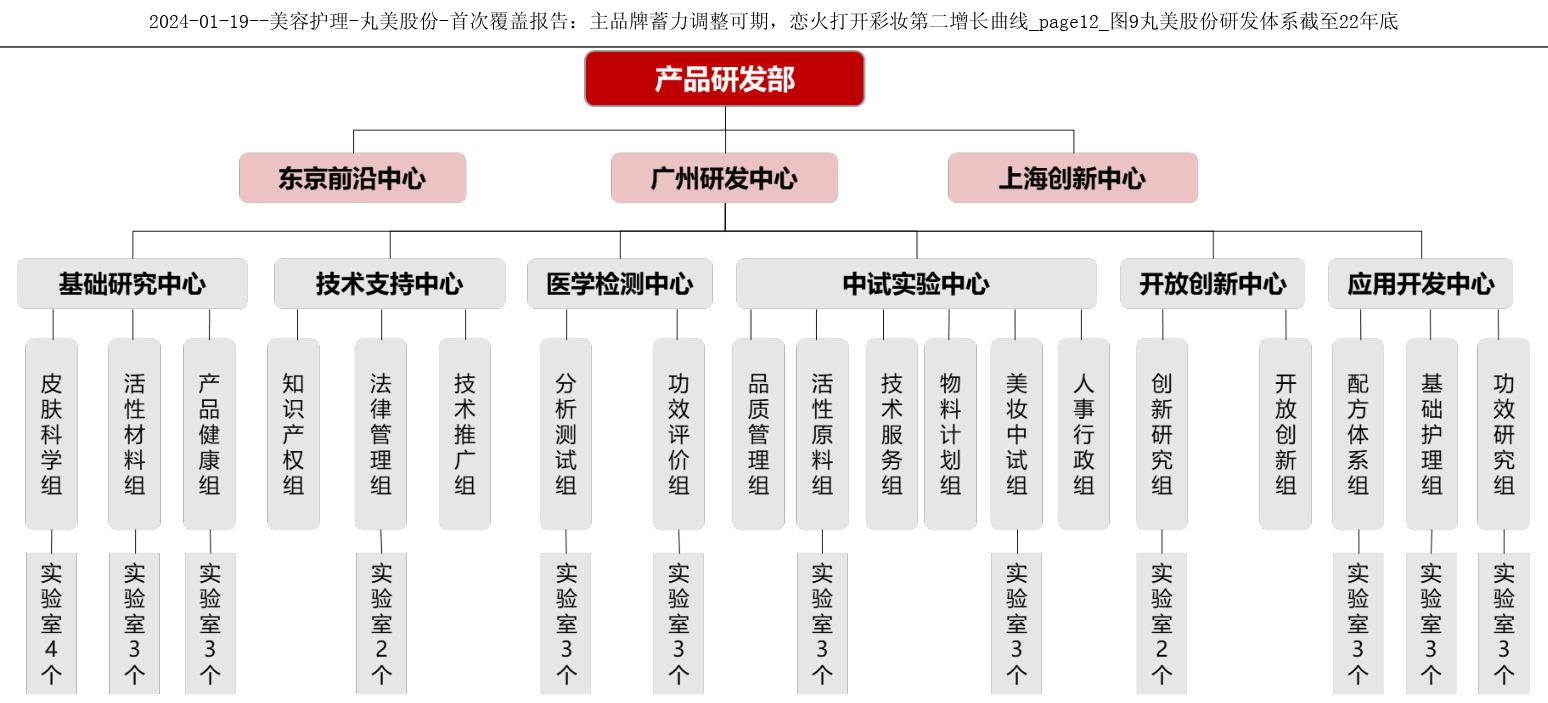 2024-01-19--美容护理-丸美股份-首次覆盖报告：主品牌蓄力调整可期，恋火打开彩妆第二增长曲线_page12_图9丸美股份研发体系截至22年底
产品研发部
东京前沿中心
广州研发中心
上海创新中心
基础研究中心
技术支持中心
医学检测中心
中试实验中心
开放创新中心
应用开发中心
皮肤科学组
活性材料组
产品健康组
知识产权组
法律管理组
技术推广组
分析测试组
功效评价组
品质管理组
活性原料组
技术服务组
物料计划组
美妆中试组
人事行政组
创新研究组
开放创新组
配方体系组
基础护理组
功效研究组
实验室4个
实验室3个
实验室3个
实验室2个
实验室3个
实验室3个
实验室3个
实验室3个
实验室2个
实验室3个
实验室3个
实验室3个